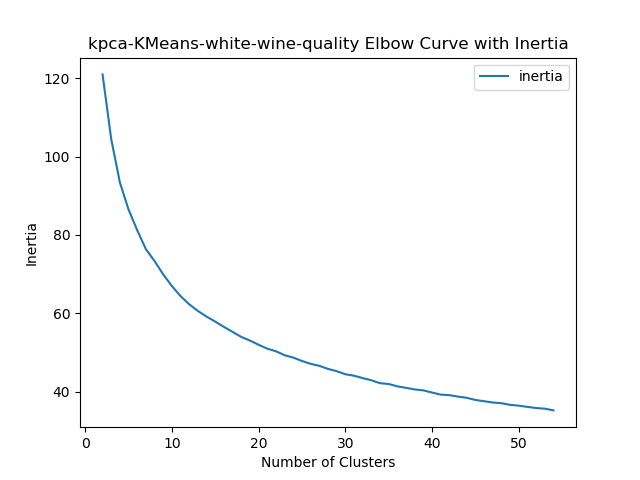 kpca-KMeans-white-wine-quality Elbow Curve with Inertia
inertia
120
100
80
60
40
Inertia
0 10 20 30 40 50
Number of Clusters